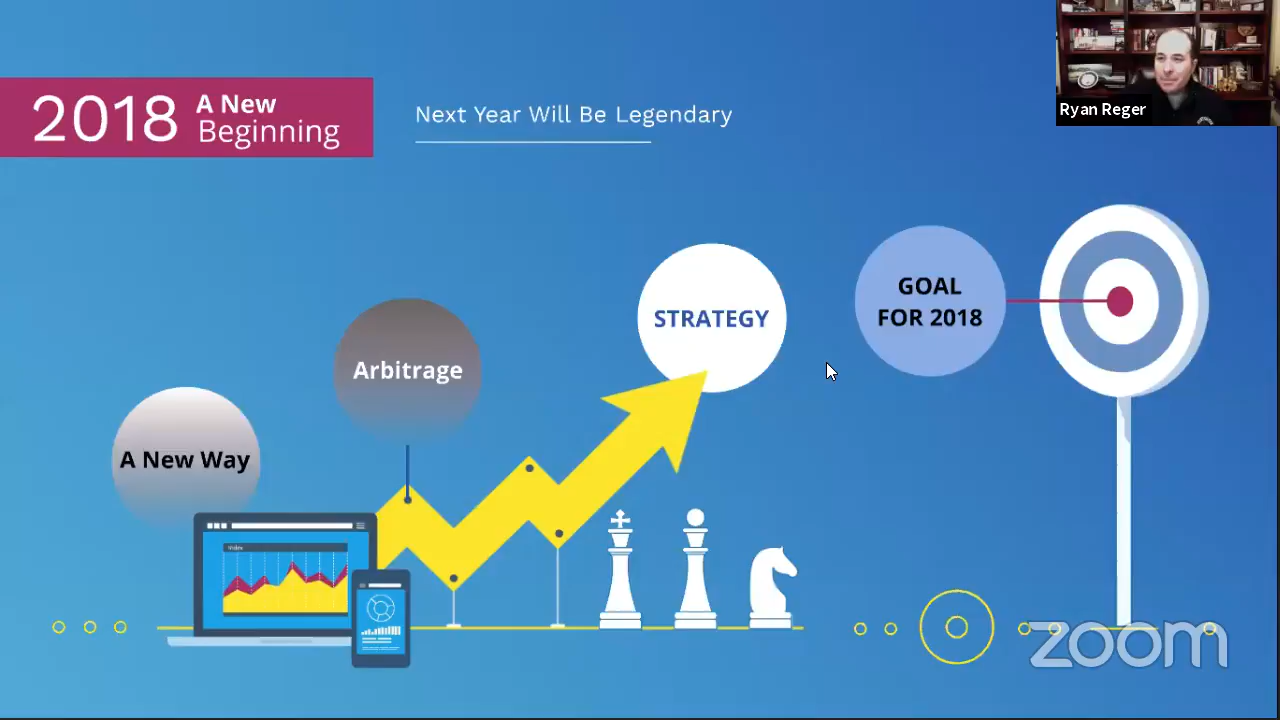 2018 A New
Beginning
Next Year Will Be Legendary
Ryan Reger
GOAL
FOR 2018
STRATEGY
Arbitrage
A New Way
zoom